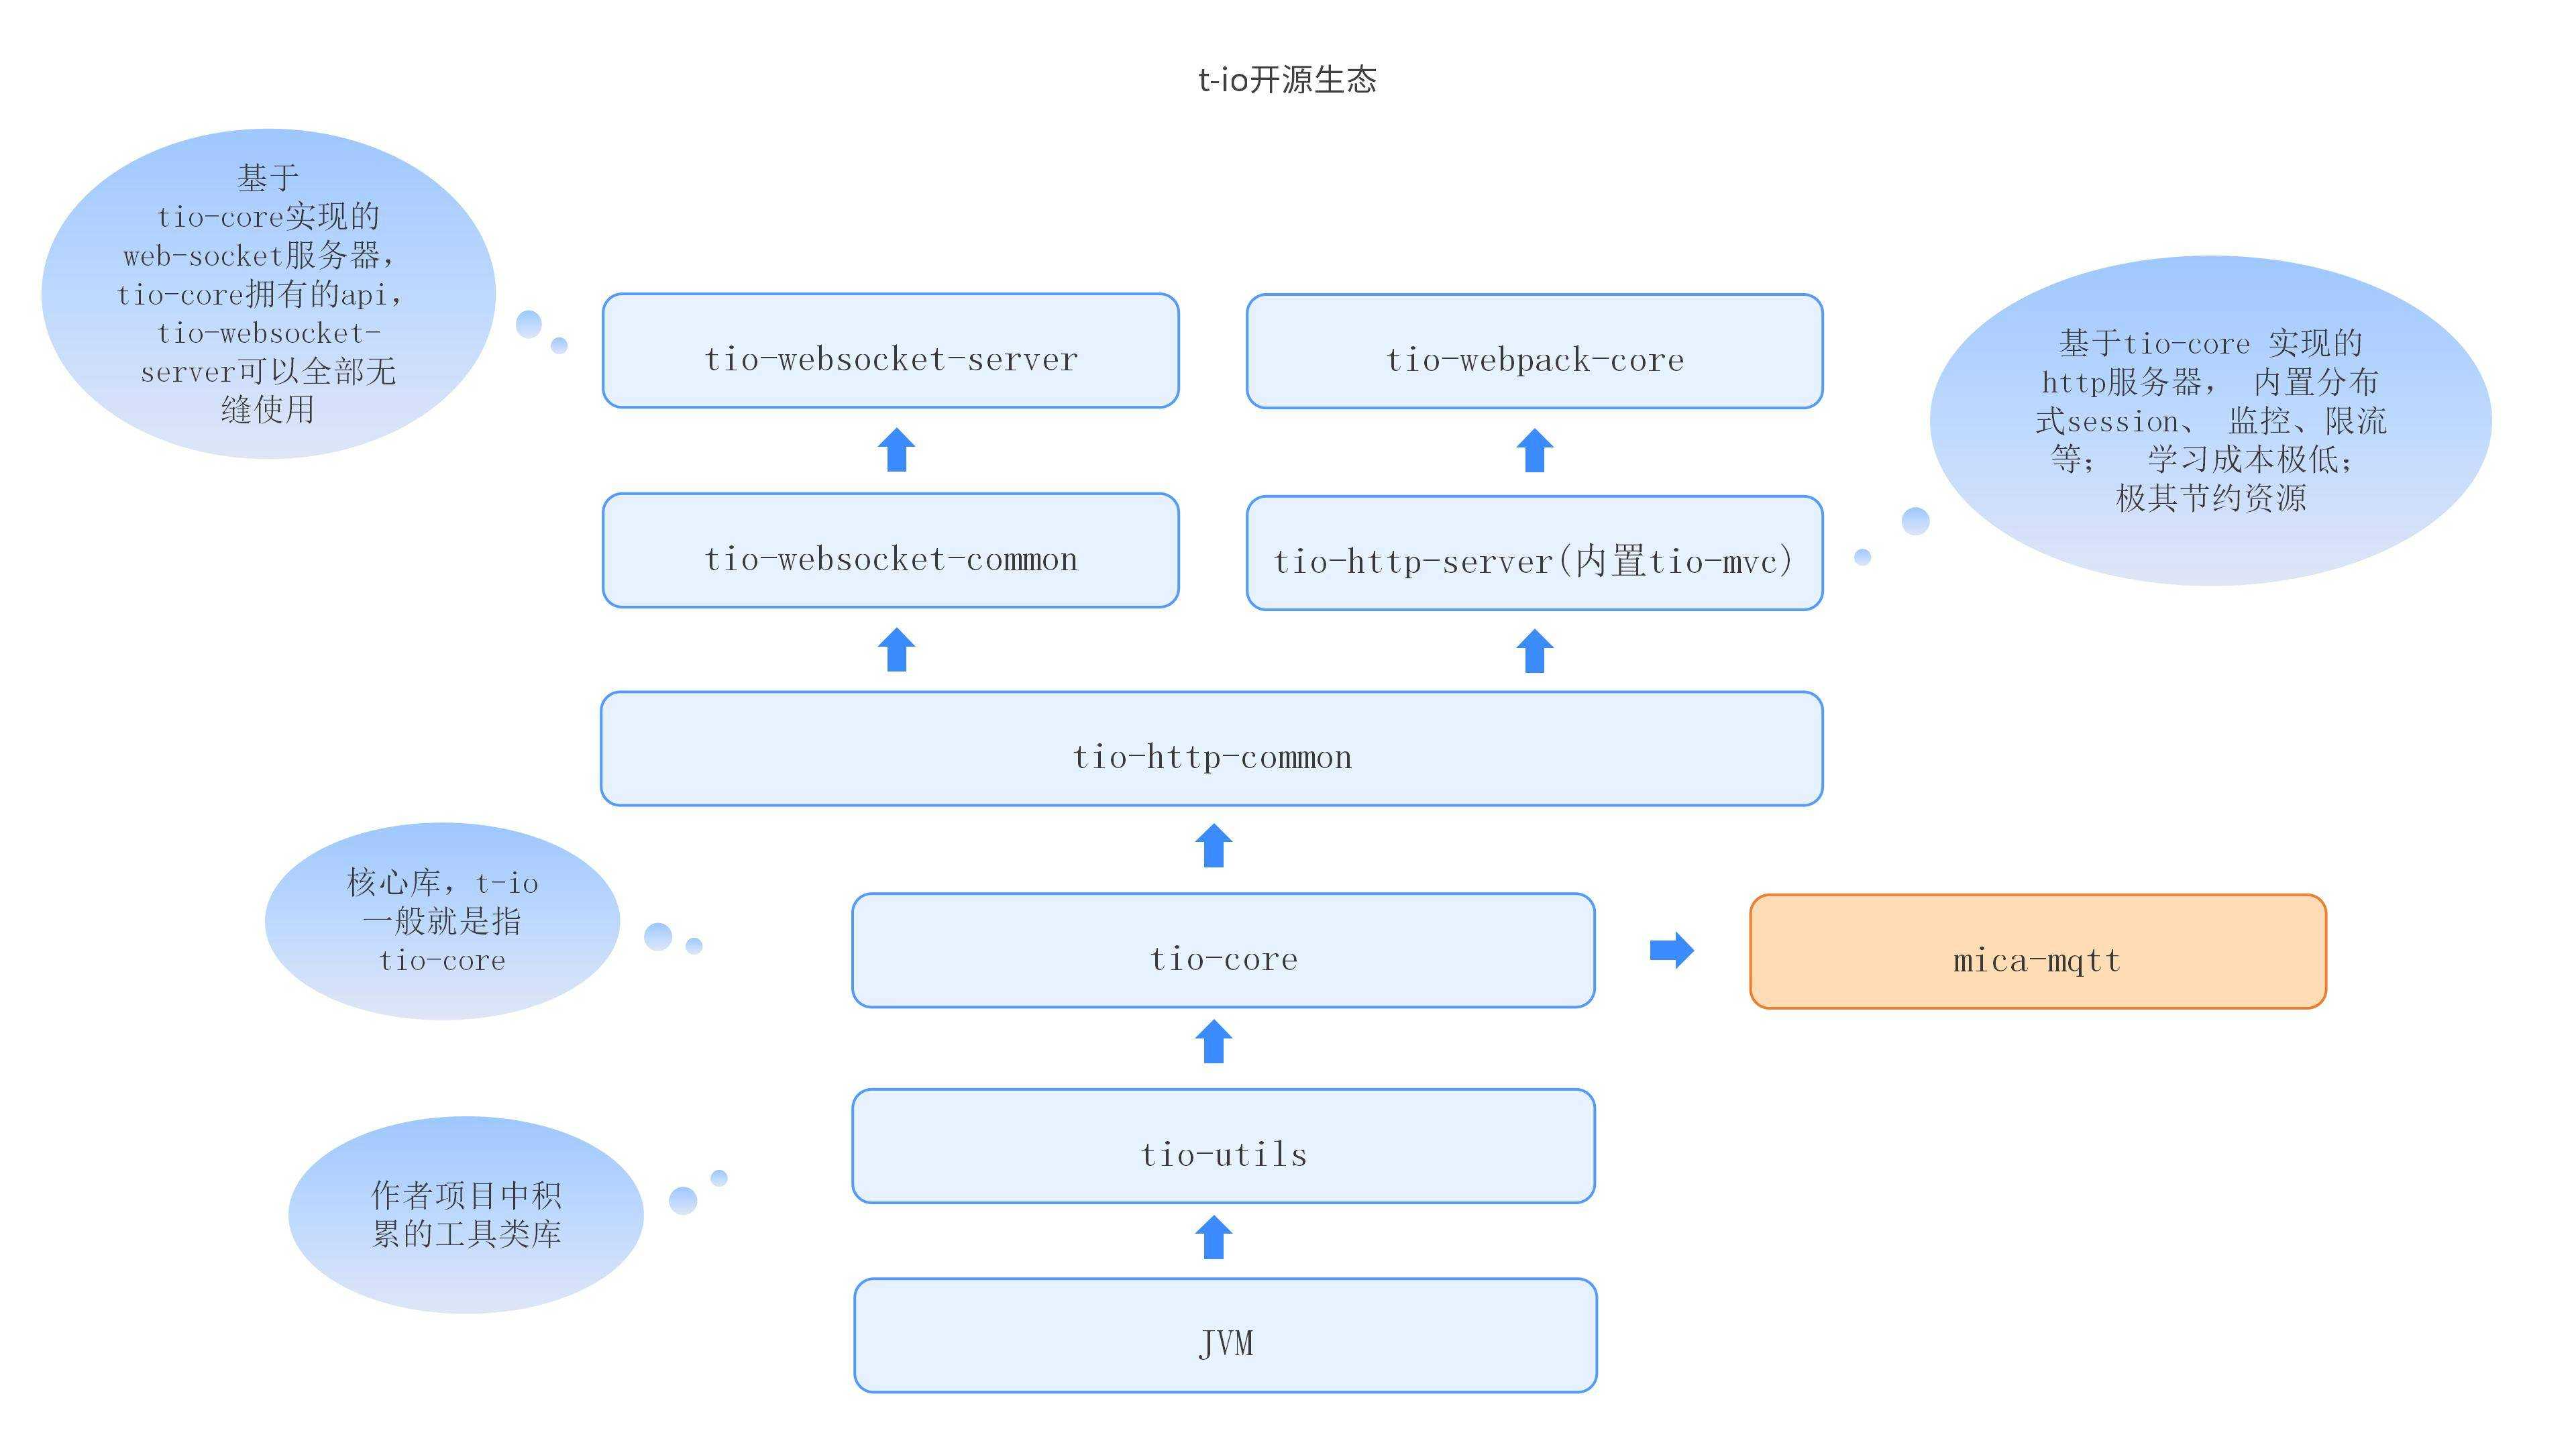 t-io开源生态
基于
tio-core实现的
web-socket服务器，
tio-core拥有的api，
tio-websocket-
server可以全部无
缝使用
tio-websocket-server
tio-webpack-core
基于tio-core 实现的
http服务器， 内置分布
式session、 监控、限流
等； 学习成本极低；
极其节约资源
tio-websocket-common
tio-http-server(内置tio-mvc)
tio-http-common
核心库，t-io
一般就是指
tio-core
tio-core
mica-mqtt
tio-utils
作者项目中积
累的工具类库
JVM